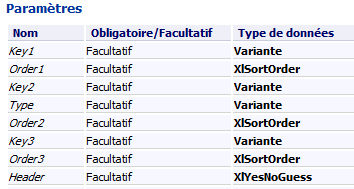 Paramètres
Nom Obligatoire/Facultatif Type de données
Key1 Facultatif Variante
Order1 Facultatif XlSortOrder
Key2 Facultatif Variante
Type Facultatif Variante
Order2 Facultatif XlSortOrder
Key3 Facultatif Variante
Order3 Facultatif XlSortOrder
Header Facultatif XlYesNoGuess